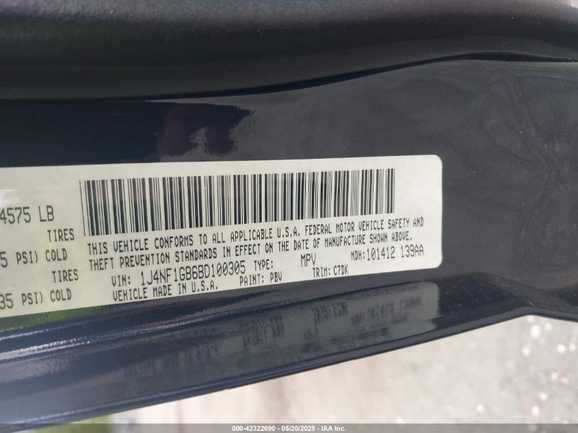 4575 LB
TIRES
5 PSI) COLD
TIRES
35 PSI) COLD
THIS VEHICLE CONFORMS TO ALL APPLICABLE U.S.A. FEDERAL MOTOR VEHICLE SAFETY AND
THEFT PREVENTION STANDARDS IN EFFECT ON THE DATE OF MANUFACTURE SHOWN ABOVE.
VIN: 1J4NF1GB6BD100305 TYPE: MPV MDH:101412 139AA
VEHICLE MADE IN U.S.A. PAINT: PBV TRIM: C7DK
000-42322690 - 05/20/2025 - IAA Inc.